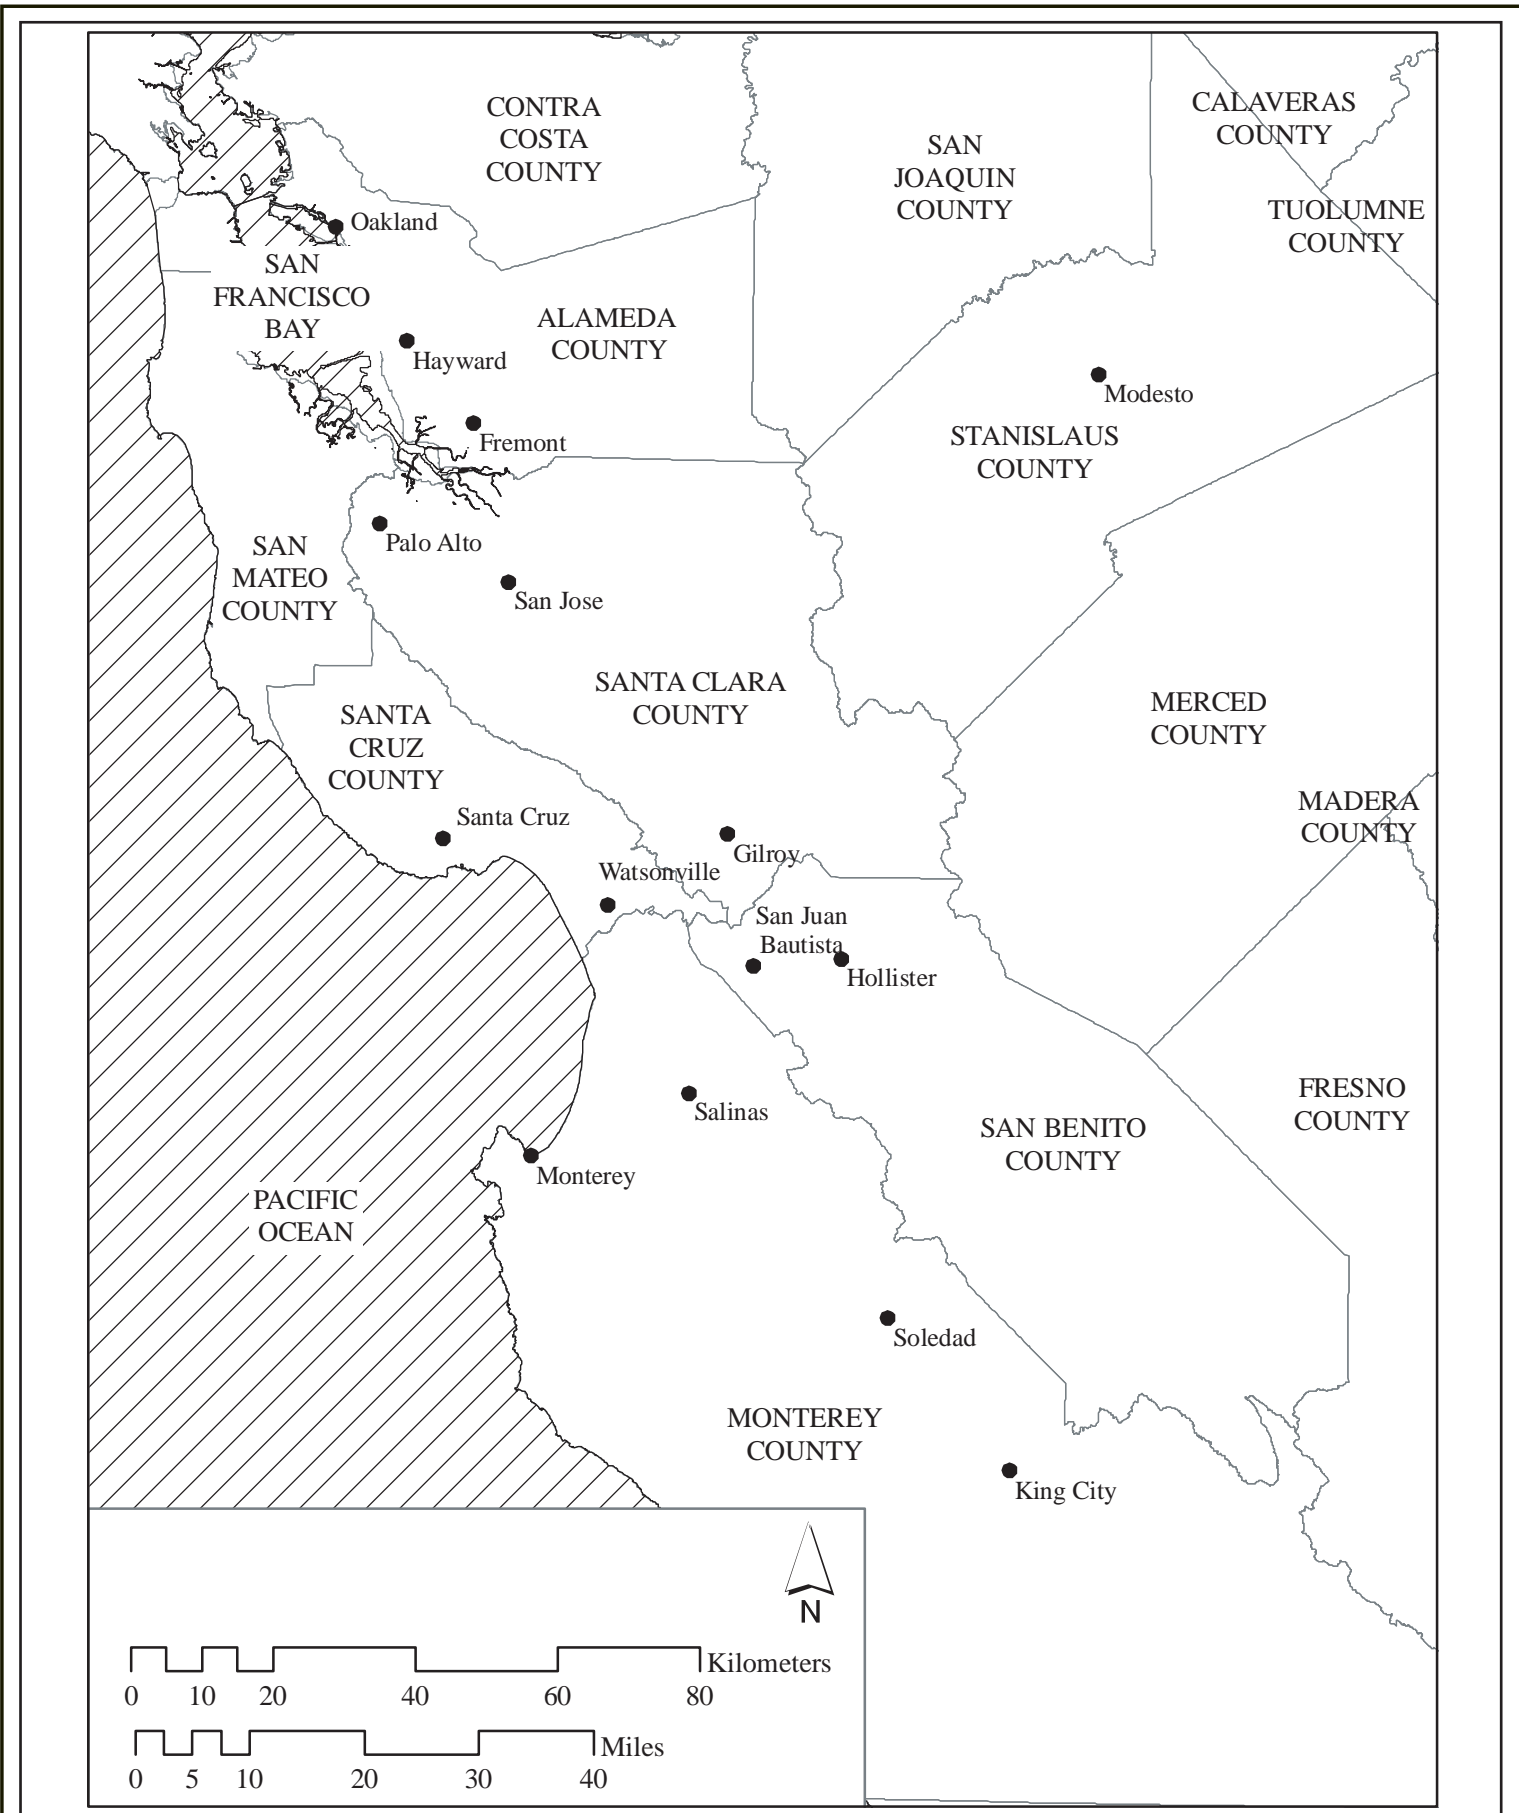 CONTRA
COSTA
COUNTY
CALAVERAS
COUNTY
SAN
JOAQUIN
COUNTY
TUOLUMNE
COUNTY
Oakland
SAN
FRANCISCO
BAY
ALAMEDA
COUNTY
Hayward
Modesto
Fremont
STANISLAUS
COUNTY
Palo Alto
SAN
MATEO
COUNTY
San Jose
SANTA CLARA
COUNTY
MERCED
COUNTY
SANTA
CRUZ
COUNTY
MADERA
COUNTY
Santa Cruz
Gilroy
Watsonville
San Juan
Bautista
Hollister
Salinas
FRESNO
COUNTY
SAN BENITO
COUNTY
Monterey
PACIFIC
OCEAN
Soledad
MONTEREY
COUNTY
King City
N
Kilometers
0 10 20 40 60 80
Miles
0 5 10 20 30 40